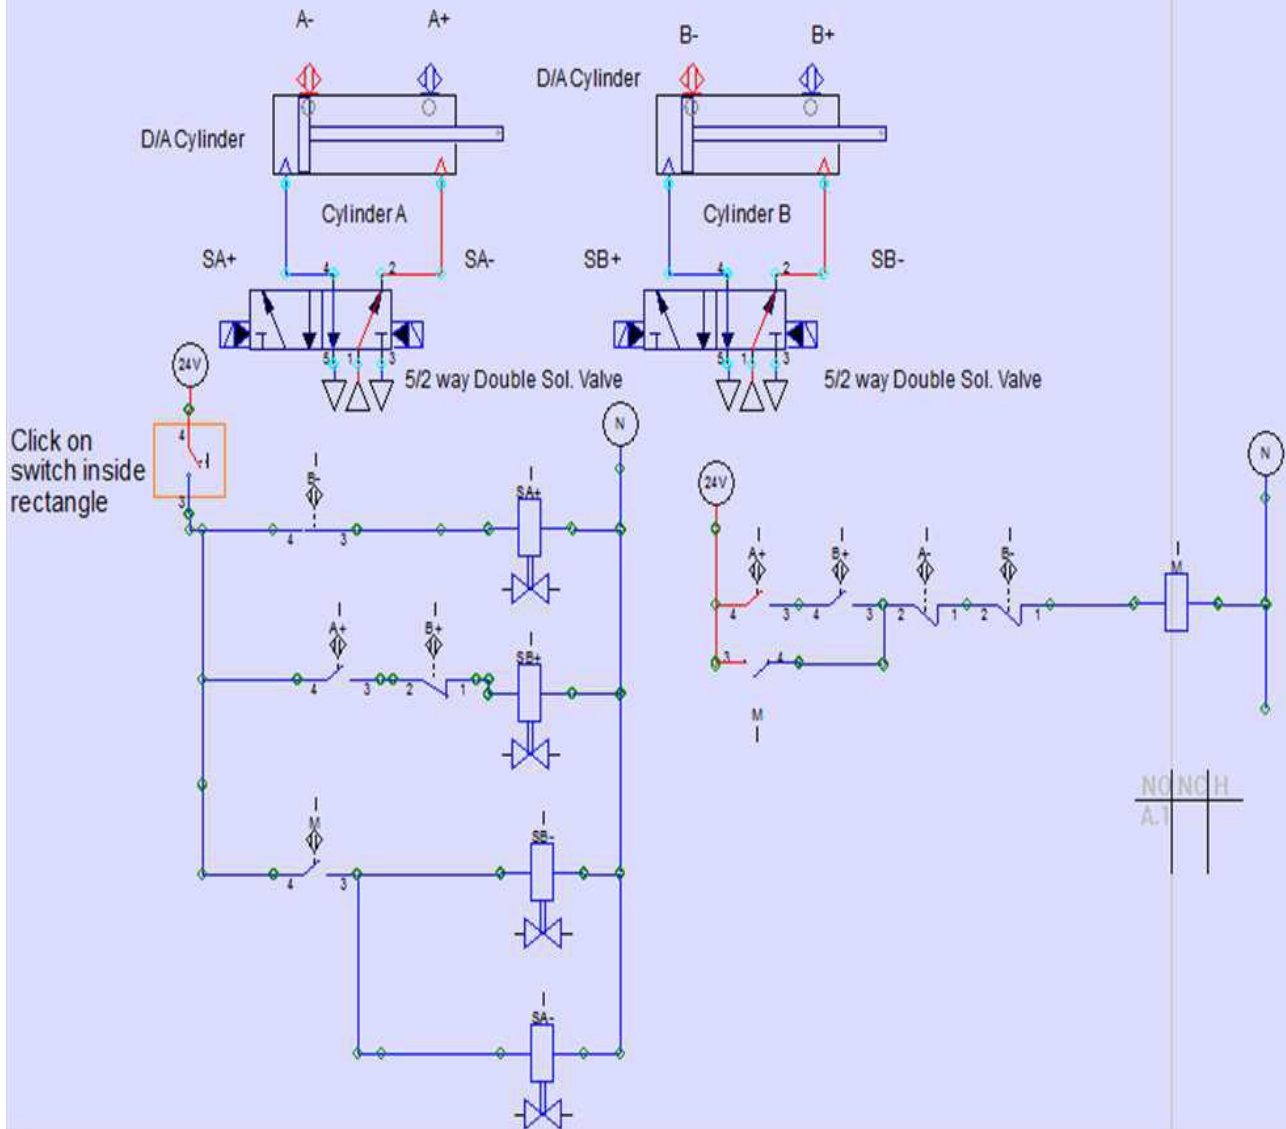 A- A+
B- B+
D/A Cylinder
D/A Cylinder
Cylinder A
Cylinder B
SA+ SA- SB+ SB-
4 2 4 2
5 1 3 5 1 3
5/2 way Double Sol. Valve
5/2 way Double Sol. Valve
24V
N
N
24V
4
3
Click on
switch inside
rectangle
B-
4 3
SA+
A+ B+ A- B-
4 3 4 3 2 1 2 1
M
3 4
M
A+ B+
4 3 2 1
SB+
M
4 3
SB-
SA-
NO NC H
A.1